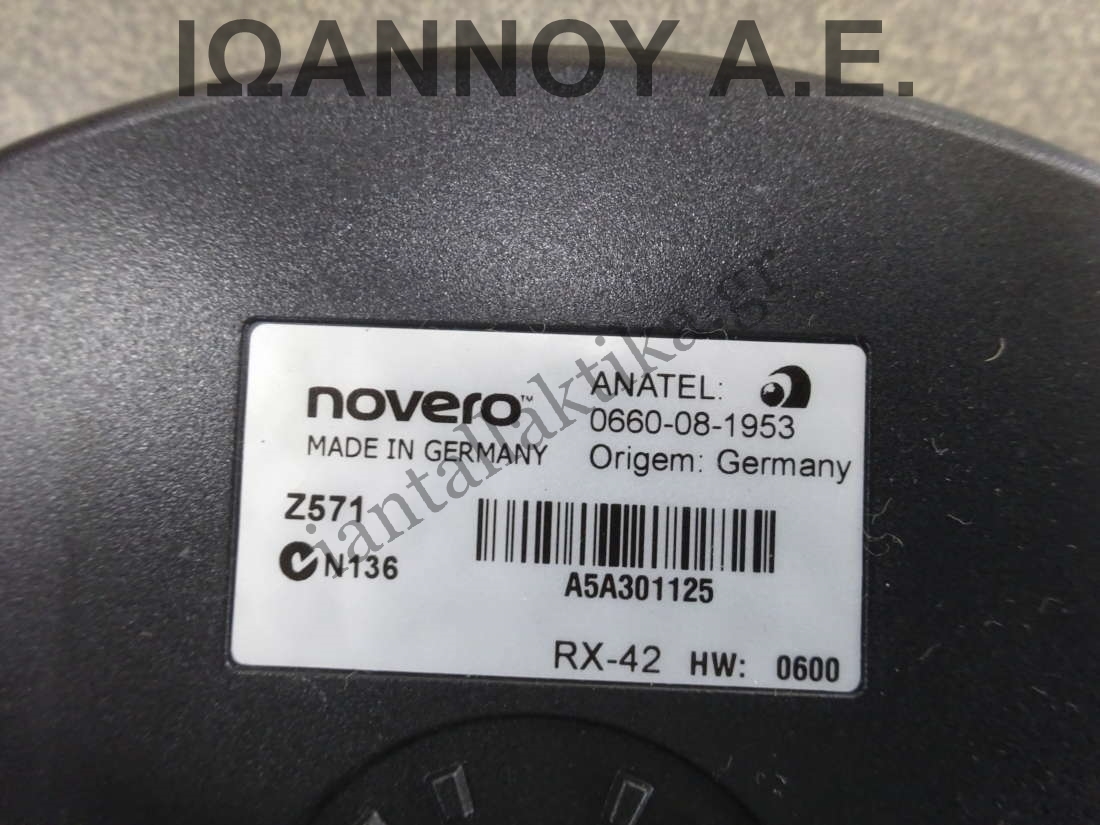 ΙΩΑΝΝΟΥ Α.Ε.
novero™
MADE IN GERMANY
ANATEL:
0660-08-1953
Origem: Germany
Z571
N136
A5A301125
RX-42 HW: 0600
iantallaktika.gr